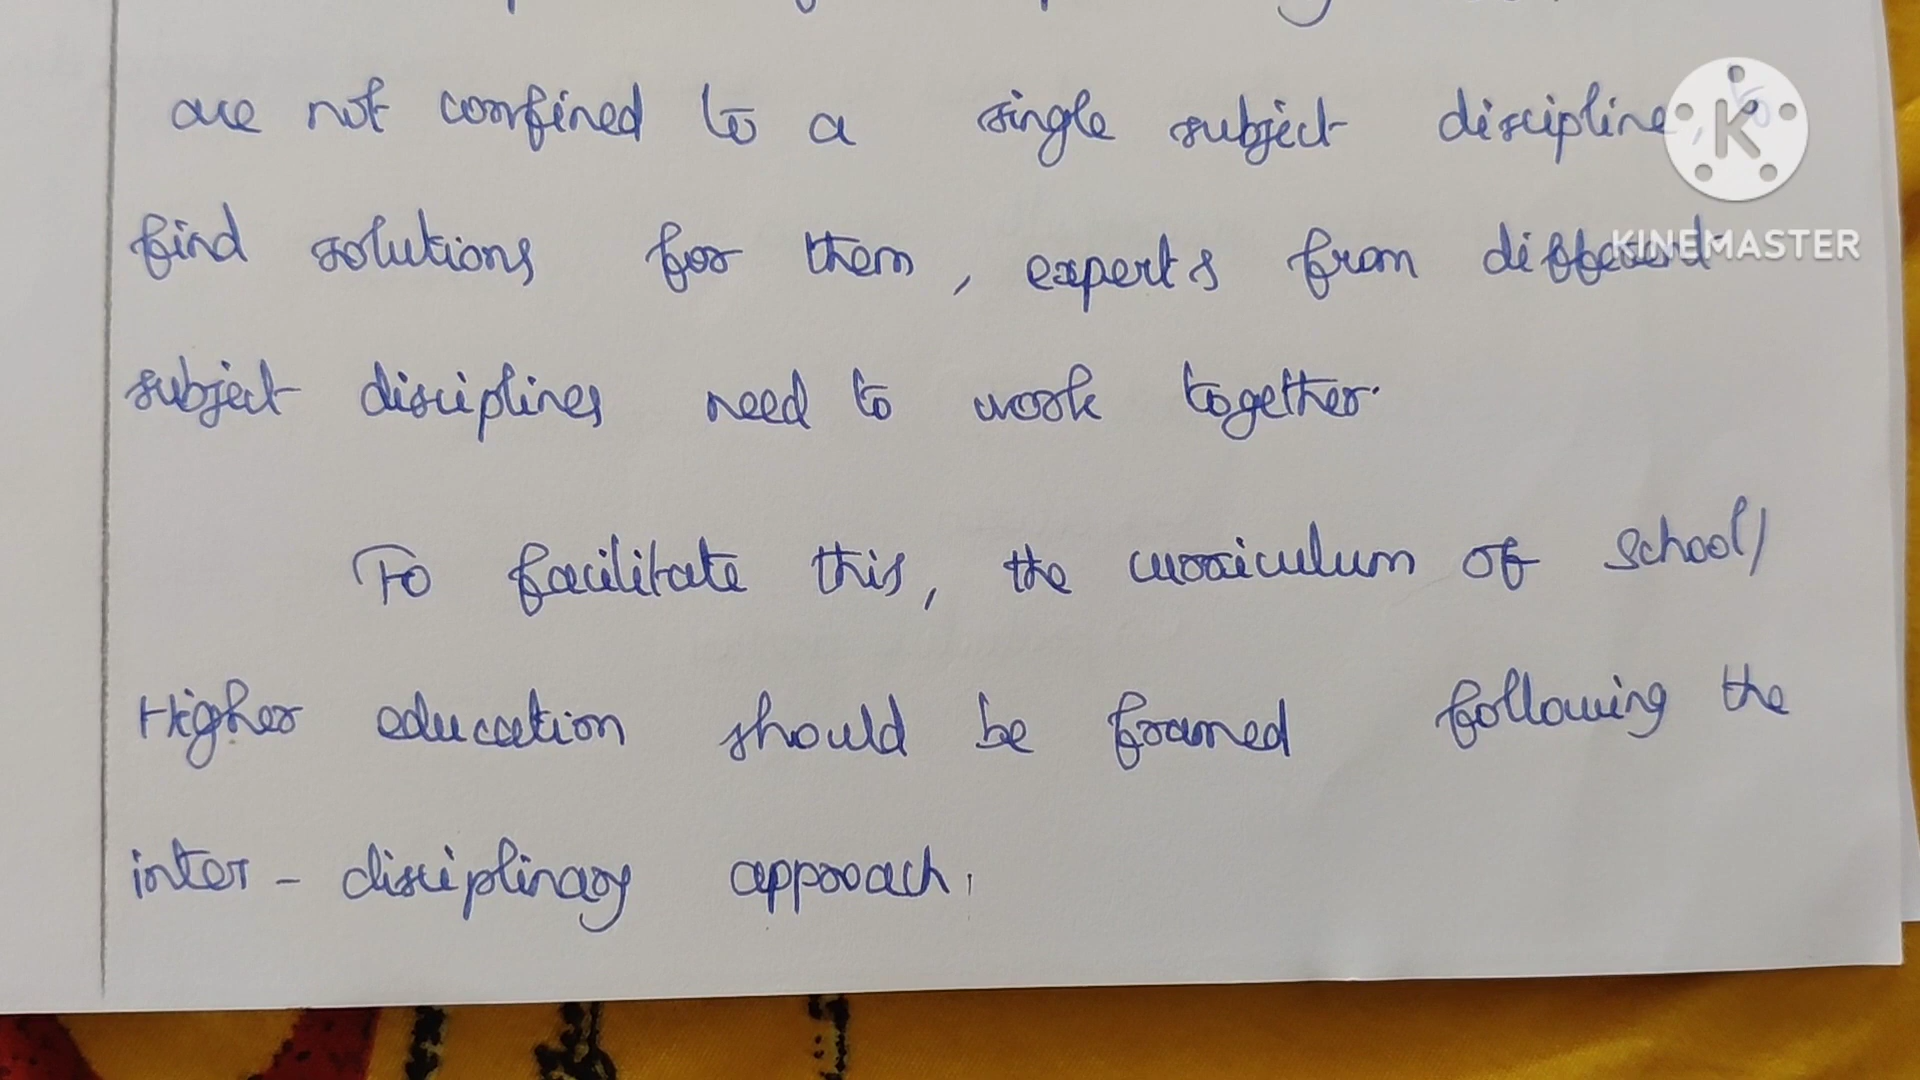 are not confined to a single subject discipline, to
find solutions for them, experts from different
subject disciplines need to work together.
To facilitate this, the curriculum of school/
Higher education should be framed following the
inter-disciplinary approach.
K
KINEMASTER